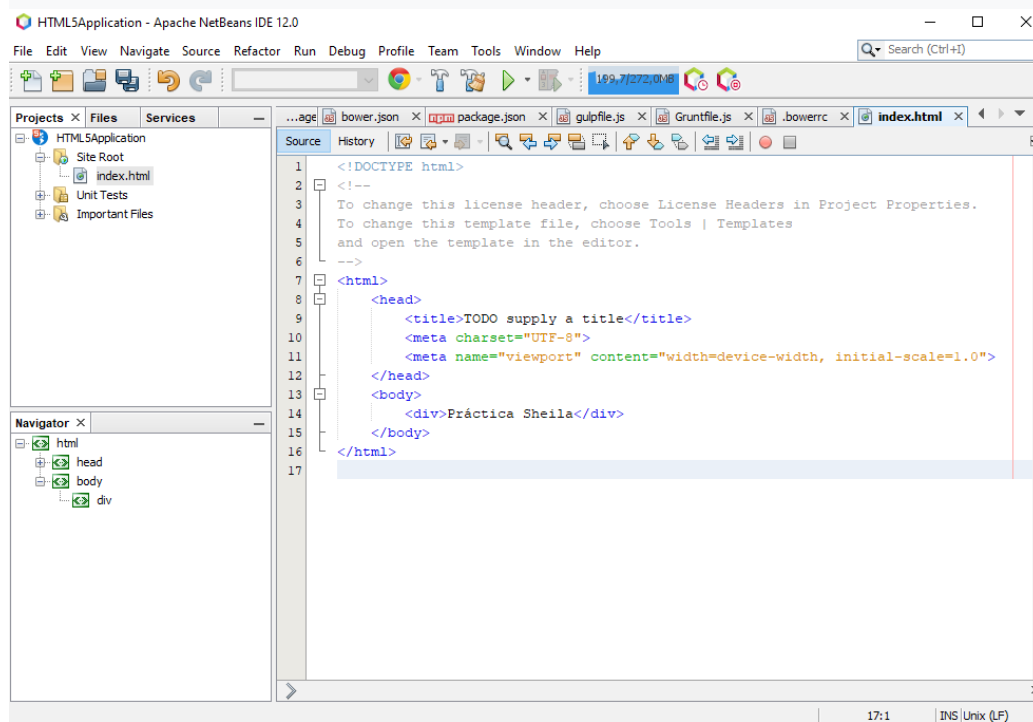 HTML5Application - Apache NetBeans IDE 12.0
File Edit View Navigate Source Refactor Run Debug Profile Team Tools Window Help
Search (Ctrl+I)
199,7/272,0MB
Projects Files Services
HTML5Application
Site Root
index.html
Unit Tests
Important Files
...age bower.json npm package.json gulpfile.js Gruntfile.js .bowerrc index.html
Source History
1 <!DOCTYPE html>
2 <!--
3 To change this license header, choose License Headers in Project Properties.
4 To change this template file, choose Tools | Templates
5 and open the template in the editor.
6 -->
7 <html>
8 <head>
9 <title>TODO supply a title</title>
10 <meta charset="UTF-8">
11 <meta name="viewport" content="width=device-width, initial-scale=1.0">
12 </head>
13 <body>
14 <div>Práctica Sheila</div>
15 </body>
16 </html>
17
Navigator
html
head
body
div
17:1 INS Unix (LF)